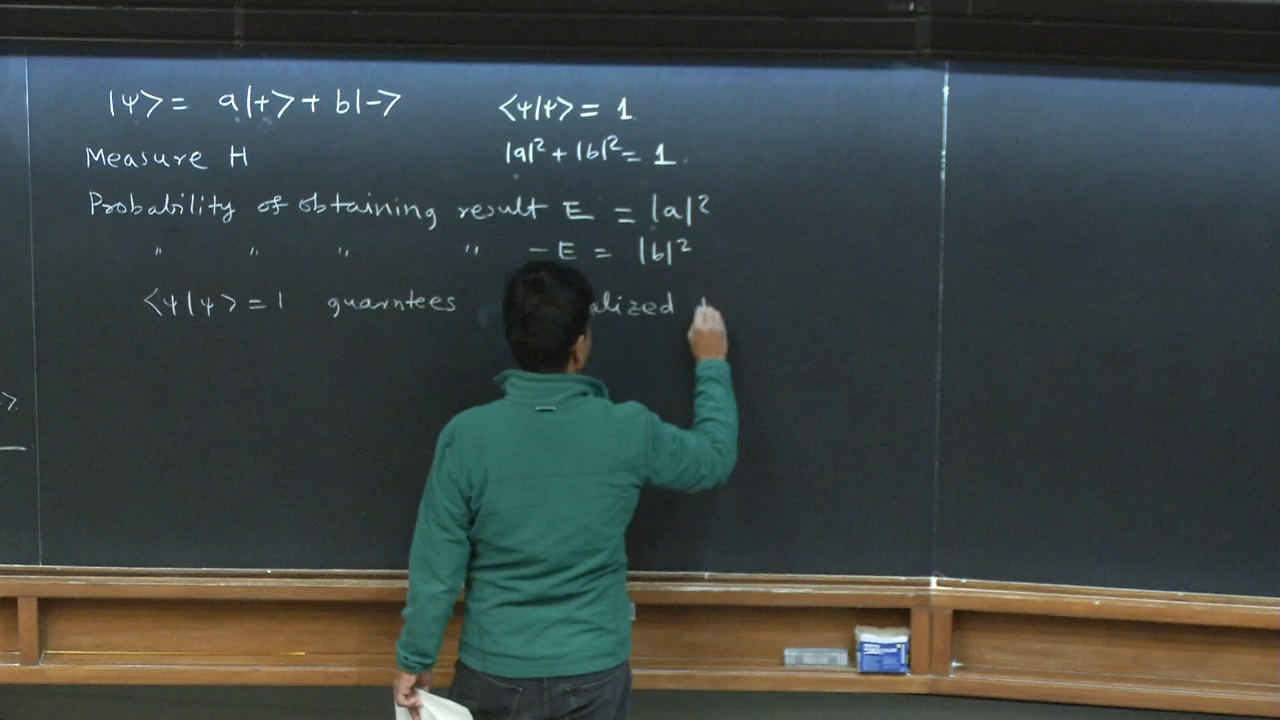 |ψ⟩ = a|+⟩ + b|-⟩
⟨ψ|ψ⟩ = 1
Measure H
|a|² + |b|² = 1.
Probability of obtaining result E = |a|²
" " " " -E = |b|²
⟨ψ|ψ⟩ = 1 guarntees alized